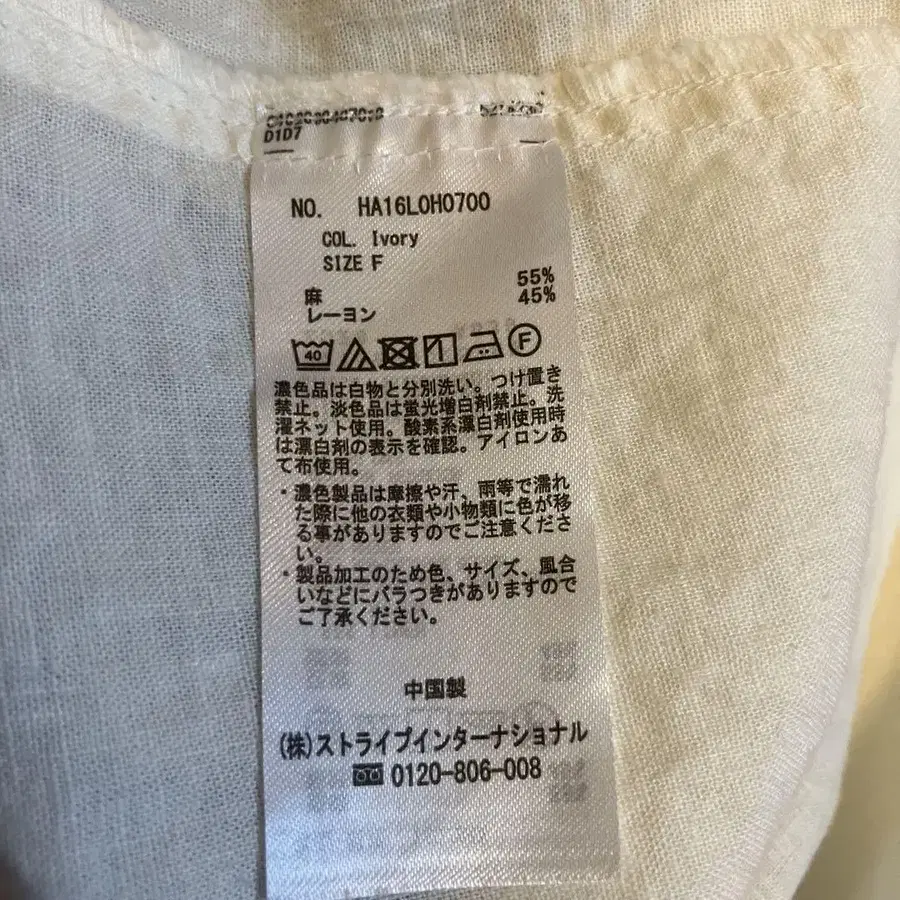 D1D7
NO. HA16L0H0700
COL. Ivory
SIZE F
55%
麻 45%
レーヨン
40 F
濃色品は白物と分別洗い。つけ置き
禁止。淡色品は蛍光増白剤禁止。洗
濯ネット使用。酸素系漂白剤使用時
は漂白剤の表示を確認。アイロンあ
て布使用。
・濃色製品は摩擦や汗、雨等で濡れ
た際に他の衣類や小物類に色が移
る事がありますのでご注意くださ
い。
・製品加工のため色、サイズ、風合
いなどにバラつきがありますので
ご了承ください。
中国製
(株)ストライプインターナショナル
0120-806-008